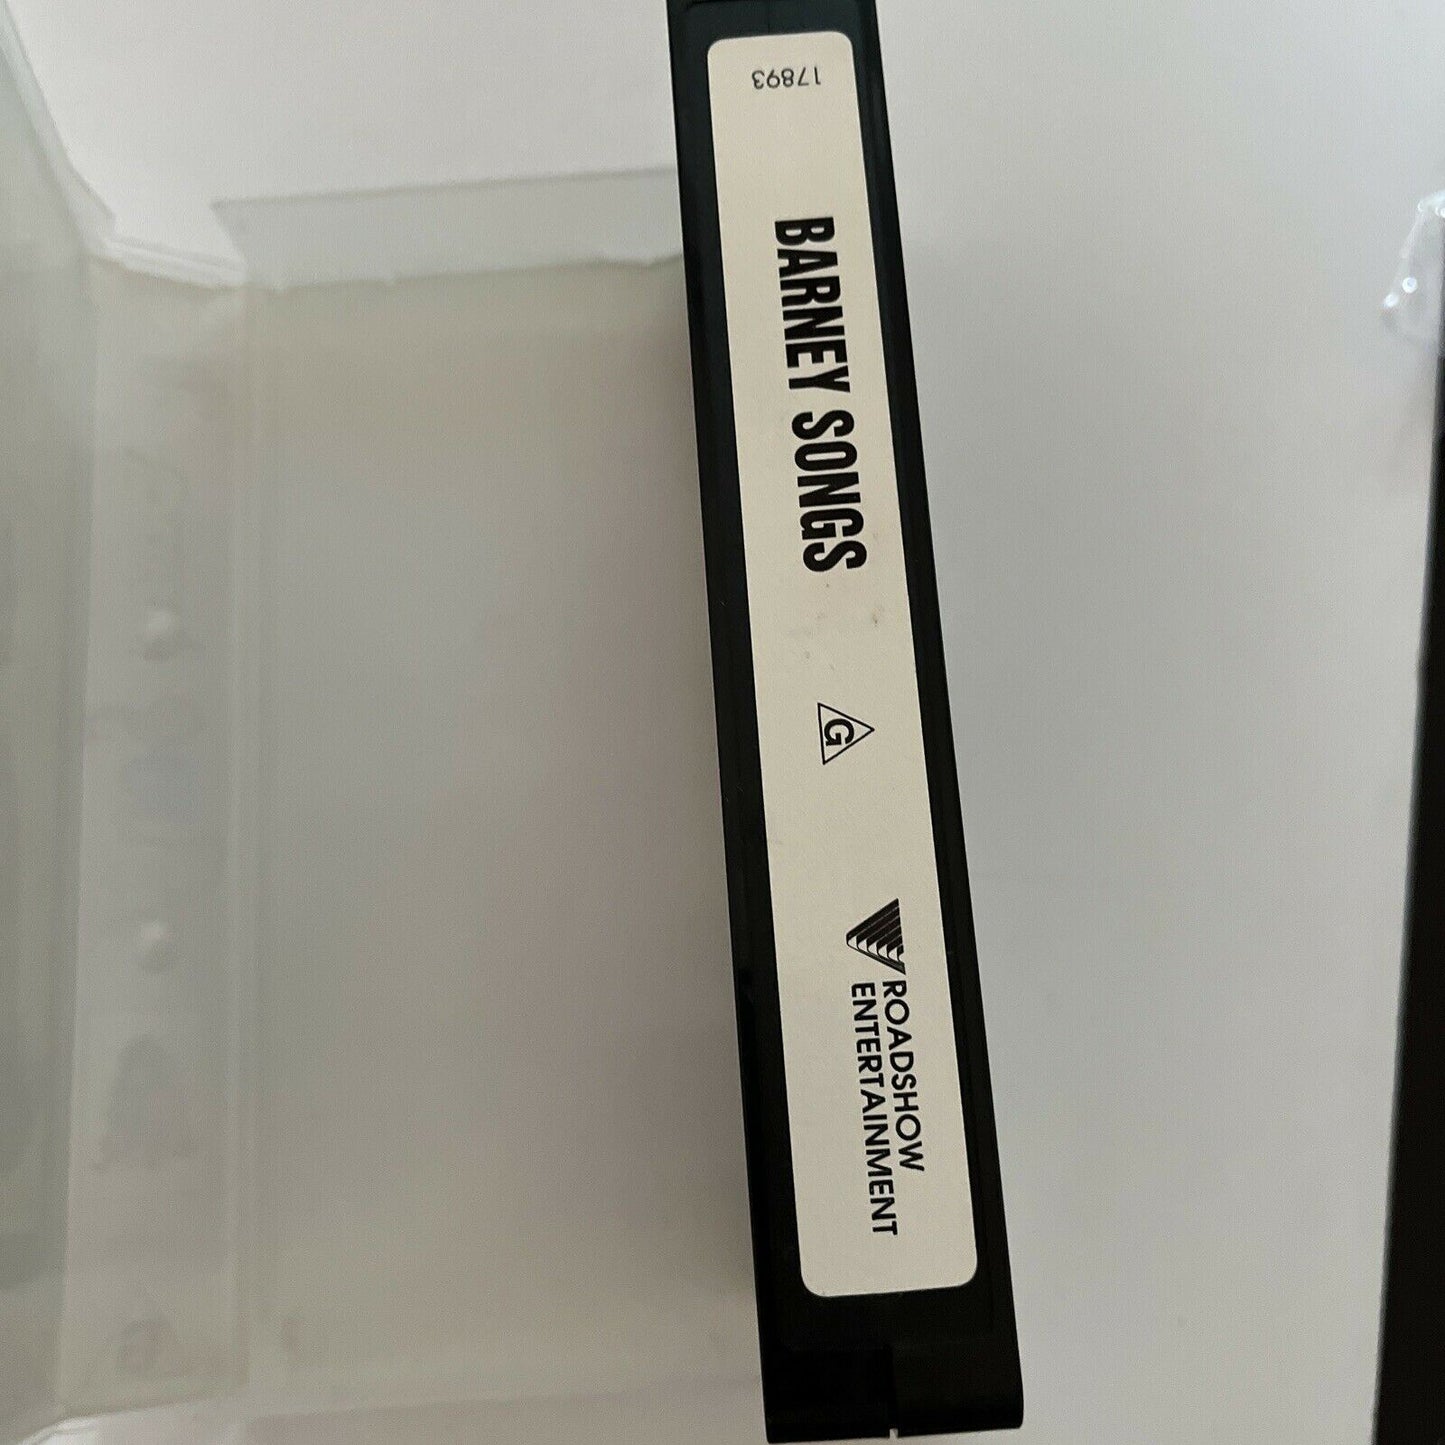 17893
BARNEY SONGS
G
ROADSHOW
ENTERTAINMENT